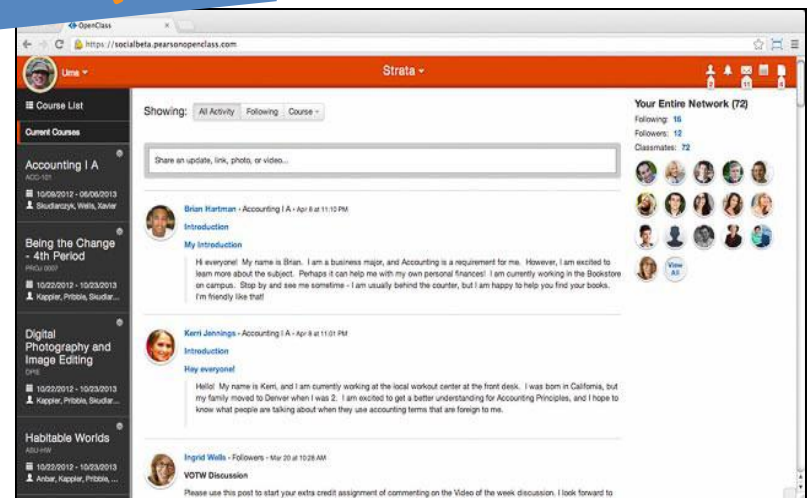 OpenClass
https://socialbeta.pearsonopenclass.com
Uma
Strata
2
11
4
Course List
Current Courses
Accounting I A
ACC-101
10/09/2012 - 06/06/2013
Skudlarczyk, Wells, Xavier
Being the Change
- 4th Period
PROJ 0007
10/22/2012 - 10/23/2013
Kappler, Pribble, Skudlar...
Digital
Photography and
Image Editing
DPIE
10/22/2012 - 10/23/2013
Kappler, Pribble, Skudlar...
Habitable Worlds
ASU-HW
10/22/2012 - 10/23/2013
Anbar, Kappler, Pribble, ...
Showing: All Activity Following Course
Share an update, link, photo, or video...
Brian Hartman - Accounting I A - Apr 8 at 11:10 PM
Introduction
My Introduction
Hi everyone! My name is Brian. I am a business major, and Accounting is a requirement for me. However, I am excited to
learn more about the subject. Perhaps it can help me with my own personal finances! I am currently working in the Bookstore
on campus. Stop by and see me sometime - I am usually behind the counter, but I am happy to help you find your books.
I'm friendly like that!
Kerri Jennings - Accounting I A - Apr 8 at 11:01 PM
Introduction
Hey everyone!
Hello! My name is Kerri, and I am currently working at the local workout center at the front desk. I was born in California, but
my family moved to Denver when I was 2. I am excited to get a better understanding for Accounting Principles, and I hope to
know what people are talking about when they use accounting terms that are foreign to me.
Ingrid Wells - Followers - Mar 20 at 10:28 AM
VOTW Discussion
Please use this post to start your extra credit assignment of commenting on the Video of the week discussion. I look forward to
Your Entire Network (72)
Following: 16
Followers: 12
Classmates: 72
View
All